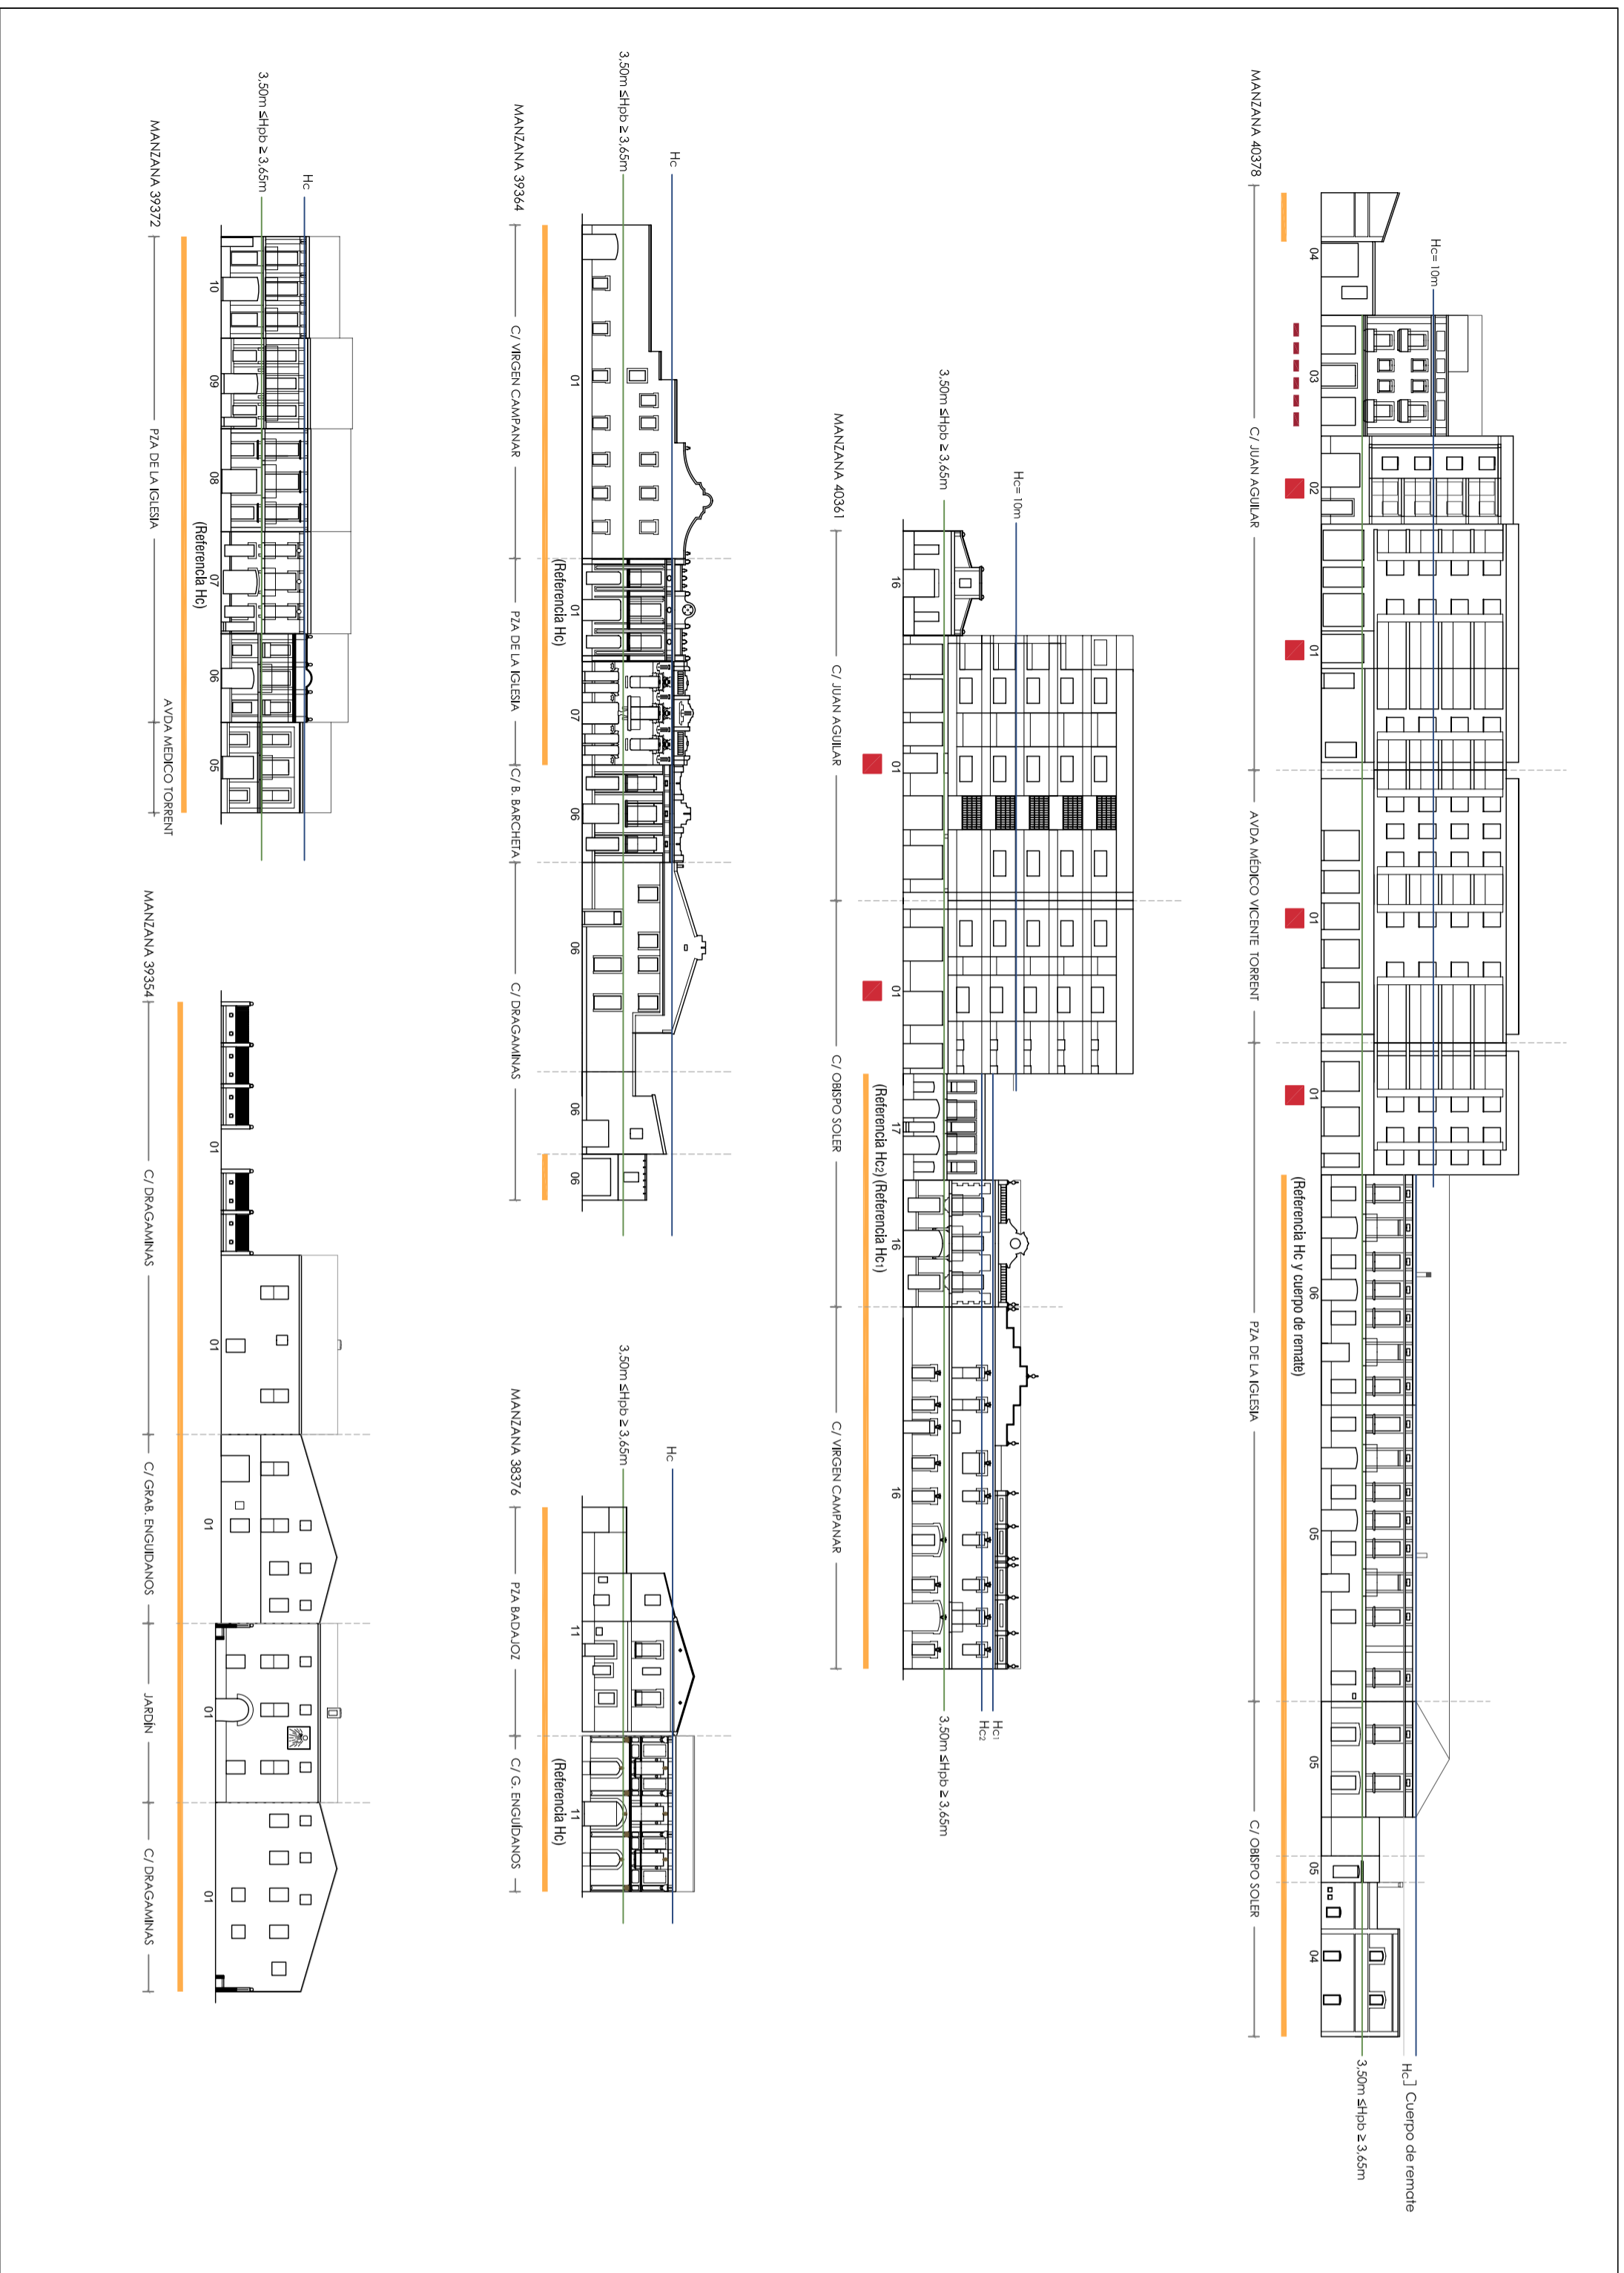 Hc= 10m
Hc] Cuerpo de remate
3,50m ≤Hpb ≥ 3,65m
04 03 02 01 01 01 06 05 05 05 04
(Referencia Hc y cuerpo de remate)
MANZANA 40378 C/ JUAN AGUILAR AVDA MÉDICO VICENTE TORRENT PZA DE LA IGLESIA C/ OBISPO SOLER
Hc= 10m
Hc1
Hc2
3,50m ≤Hpb ≥ 3,65m 3,50m ≤Hpb ≥ 3,65m
16 01 01 17 16 16
(Referencia Hc2) (Referencia Hc1)
MANZANA 40361 C/ JUAN AGUILAR C/ OBISPO SOLER C/ VIRGEN CAMPANAR
Hc
3,50m ≤Hpb ≥ 3,65m
01 01 07 06 06 06 06
(Referencia Hc)
MANZANA 39364 C/ VIRGEN CAMPANAR PZA DE LA IGLESIA C/ B. BARCHETA C/ DRAGAMINAS
Hc
3,50m ≤Hpb ≥ 3,65m
11 11
(Referencia Hc)
MANZANA 38376 PZA BADAJOZ C/ G. ENGUÍDANOS
Hc
3,50m ≤Hpb ≥ 3,65m
10 09 08 07 06 05
(Referencia Hc)
MANZANA 39372 PZA DE LA IGLESIA AVDA MEDICO TORRENT
01 01 01 01 01
MANZANA 39354 C/ DRAGAMINAS C/ GRAB. ENGUIDANOS JARDÍN C/ DRAGAMINAS